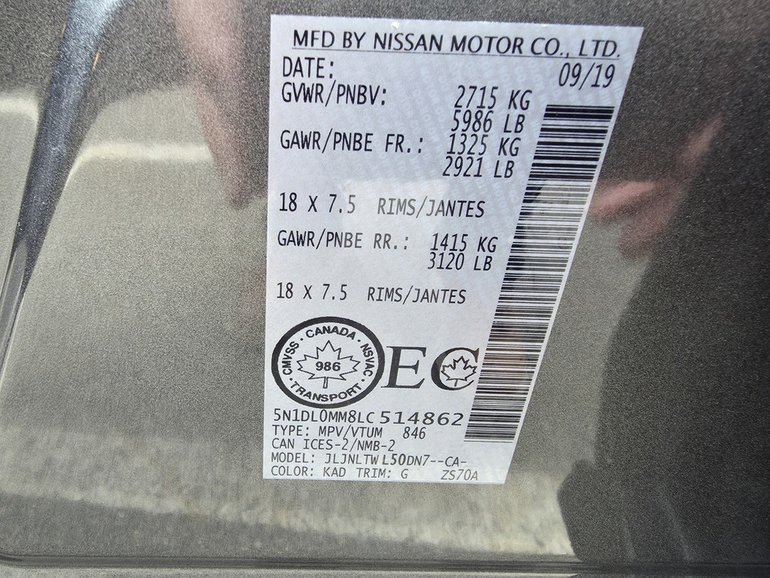 MFD BY NISSAN MOTOR CO., LTD.
DATE: 09/19
GVWR/PNBV: 2715 KG
5986 LB
GAWR/PNBE FR.: 1325 KG
2921 LB
18 X 7.5 RIMS/JANTES
GAWR/PNBE RR.: 1415 KG
3120 LB
18 X 7.5 RIMS/JANTES
CMVSS · CANADA · NSVAC · TRANSPORT ·
986
EC
5N1DL0MM8LC514862
TYPE: MPV/VTUM 846
CAN ICES-2/NMB-2
MODEL: JLJNLTW L50DN7--CA-
COLOR: KAD TRIM: G ZS70A